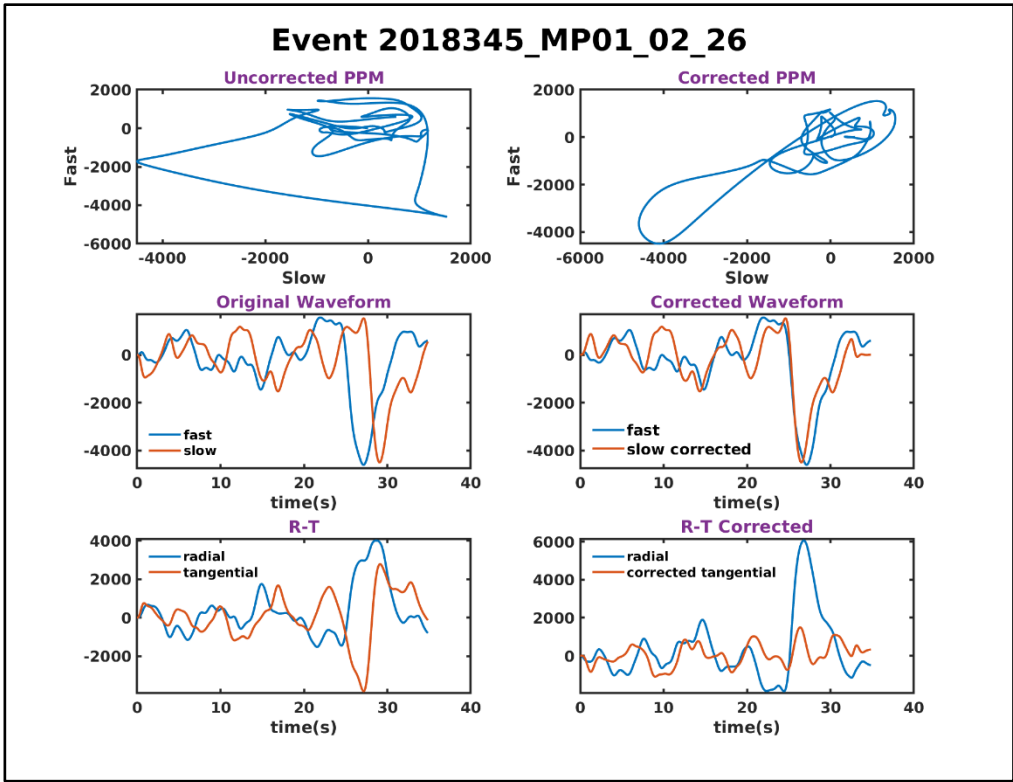 Event 2018345_MP01_02_26
Uncorrected PPM
2000
0
-2000
-4000
-6000
Fast
-4000 -2000 0 2000
Slow
Corrected PPM
0
-2000
-4000
2000
Fast
-6000 -4000 -2000 0 2000
Slow
Original Waveform
0
-2000
-4000
fast
slow
0 10 20 30 40
time(s)
Corrected Waveform
0
-2000
-4000
fast
slow corrected
0 10 20 30 40
time(s)
R-T
4000
2000
0
-2000
radial
tangential
0 10 20 30 40
time(s)
R-T Corrected
6000
4000
2000
0
radial
corrected tangential
0 10 20 30 40
time(s)